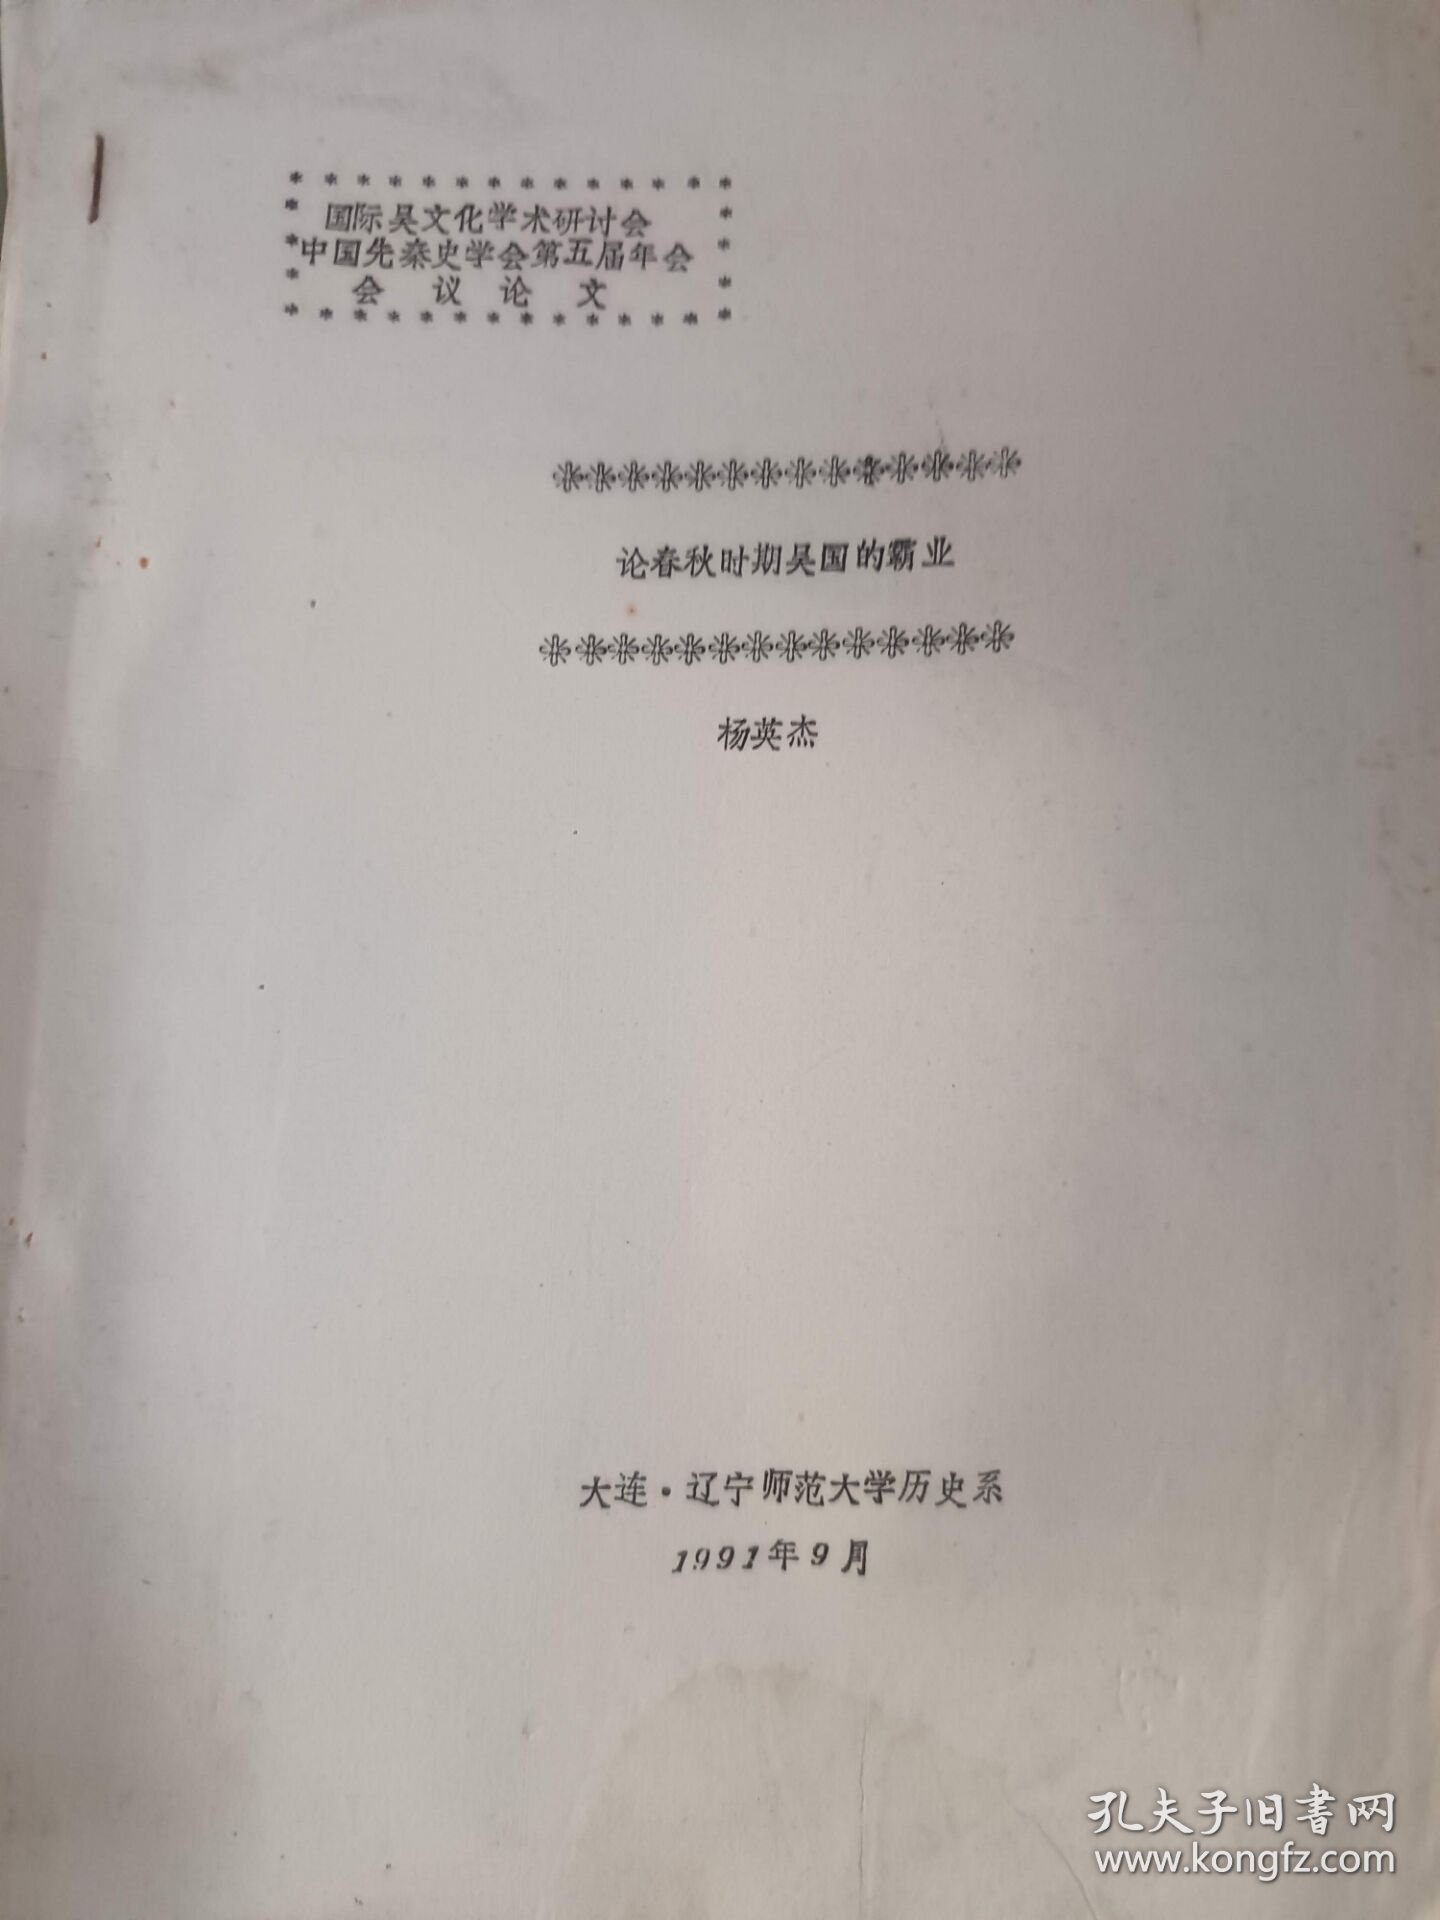 国际吴文化学术研讨会
中国先秦史学会第五届年会
会议论文
论春秋时期吴国的霸业
杨英杰
大连·辽宁师范大学历史系
1991年9月
孔夫子旧书网
www.kongfz.com